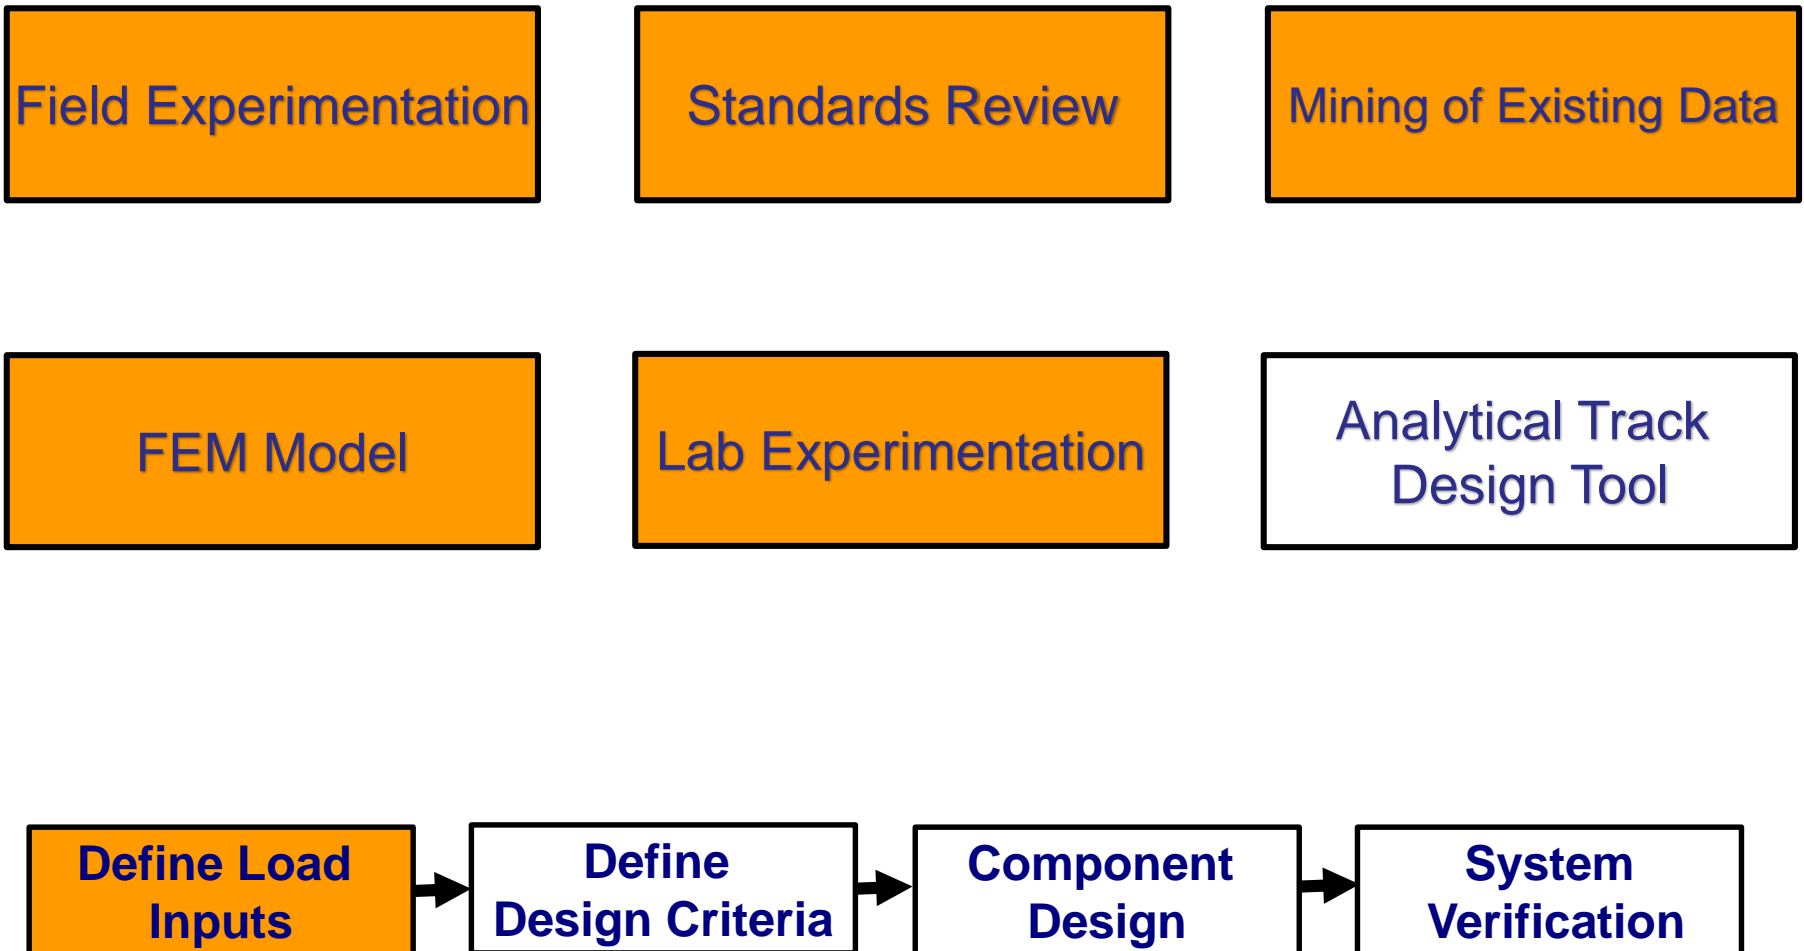 Field Experimentation
Standards Review
Mining of Existing Data
FEM Model
Lab Experimentation
Analytical Track
Design Tool
Define Load
Inputs
Define
Design Criteria
Component
Design
System
Verification